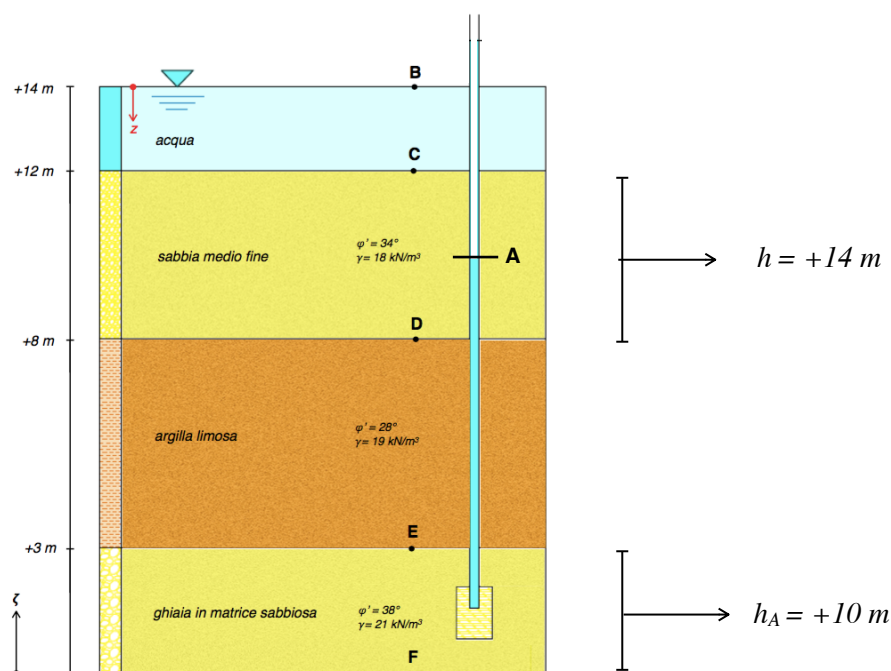 B
+14 m
z
acqua
C
+12 m
φ' = 34°
γ = 18 kN/m³
sabbia medio fine
A
h = +14 m
D
+8 m
φ' = 28°
γ = 19 kN/m³
argilla limosa
E
+3 m
ζ
ghiaia in matrice sabbiosa
φ' = 38°
γ = 21 kN/m³
hA = +10 m
F